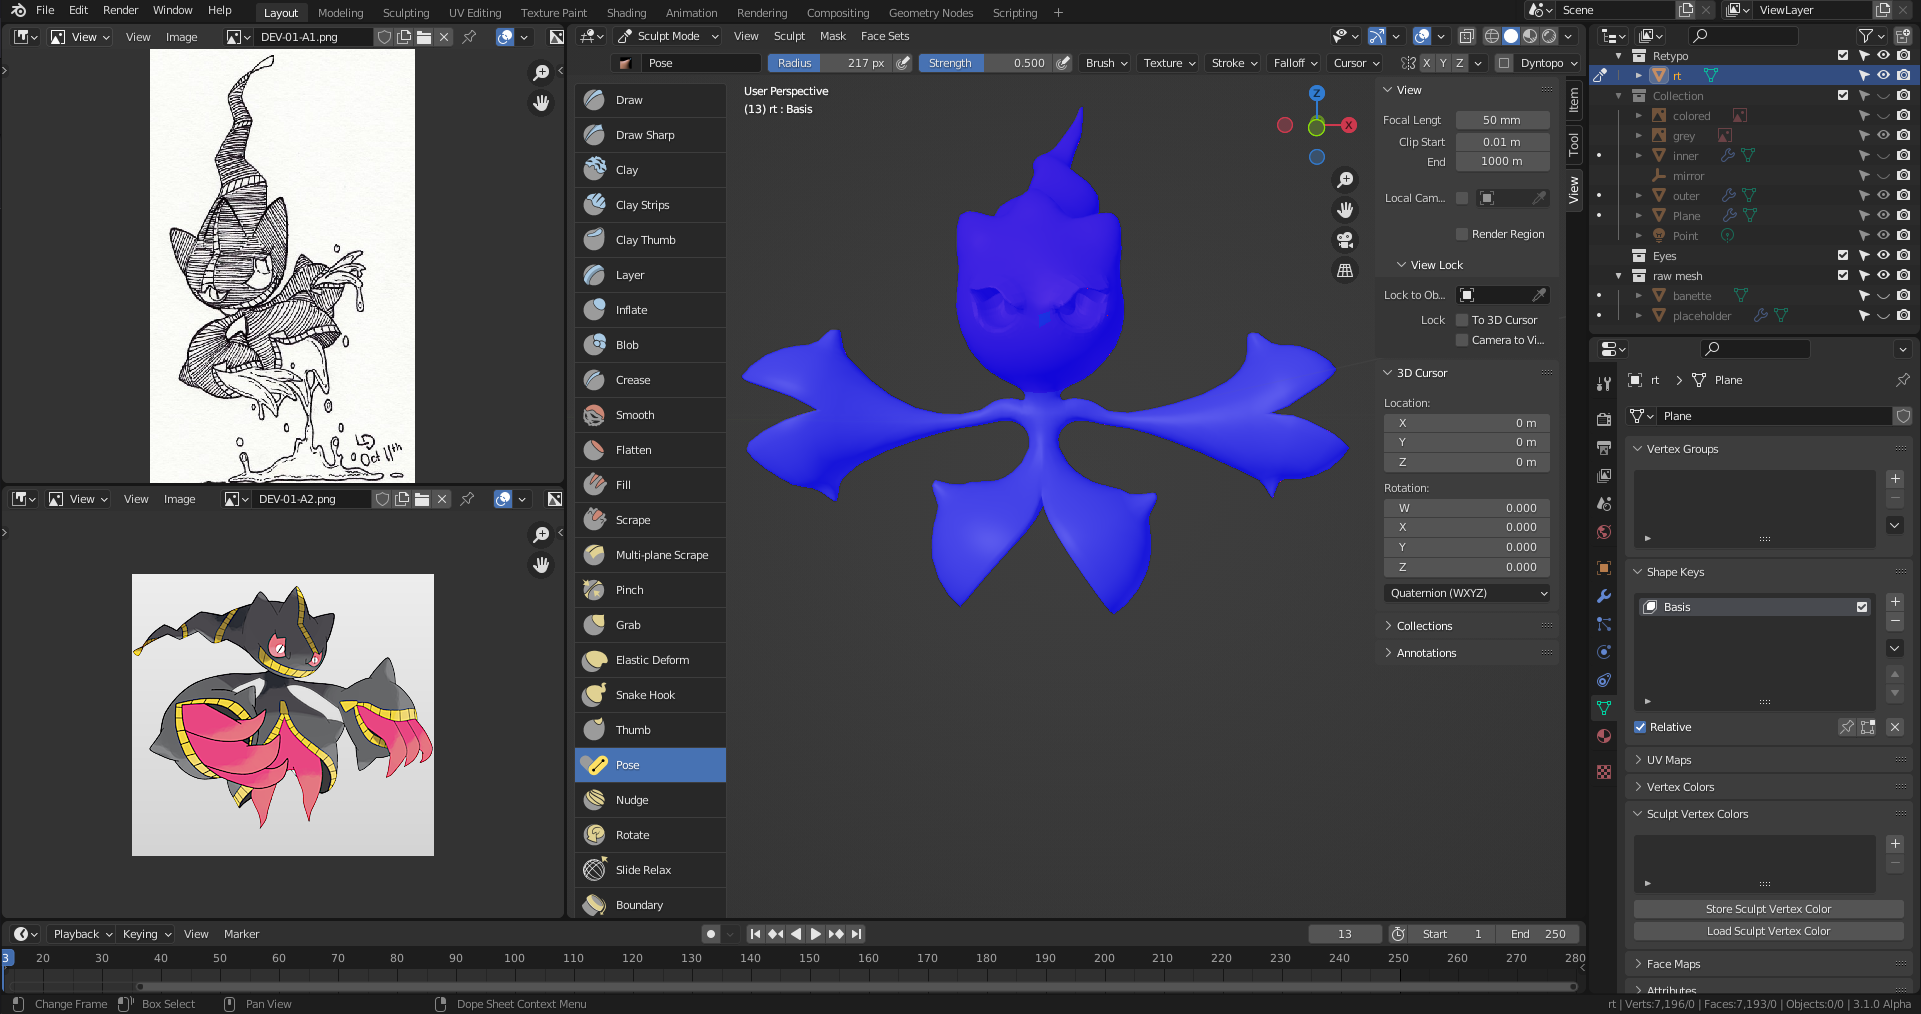 File Edit Render Window Help Layout Modeling Sculpting UV Editing Texture Paint Shading Animation Rendering Compositing Geometry Nodes Scripting + Scene ViewLayer
View View Image DEV-01-A1.png
Oct 11th
View View Image DEV-01-A2.png
Sculpt Mode View Sculpt Mask Face Sets
Pose Radius 217 px Strength 0.500 Brush Texture Stroke Falloff Cursor X Y Z Dyntopo
Draw
Draw Sharp
Clay
Clay Strips
Clay Thumb
Layer
Inflate
Blob
Crease
Smooth
Flatten
Fill
Scrape
Multi-plane Scrape
Pinch
Grab
Elastic Deform
Snake Hook
Thumb
Pose
Nudge
Rotate
Slide Relax
Boundary
User Perspective
(13) rt : Basis
Z
X
View
Focal Lengt 50 mm
Clip Start 0.01 m
End 1000 m
Local Cam...
Render Region
View Lock
Lock to Ob...
Lock To 3D Cursor
Camera to Vi...
3D Cursor
Location:
X 0 m
Y 0 m
Z 0 m
Rotation:
W 0.000
X 0.000
Y 0.000
Z 0.000
Quaternion (WXYZ)
Collections
Annotations
Item
Tool
View
Retypo
rt
Collection
colored
grey
inner
mirror
outer
Plane
Point
Eyes
raw mesh
banette
placeholder
rt Plane
Plane
Vertex Groups
Shape Keys
Basis
Relative
UV Maps
Vertex Colors
Sculpt Vertex Colors
Store Sculpt Vertex Color
Load Sculpt Vertex Color
Face Maps
Attributes
Playback Keying View Marker 13 Start 1 End 250
3 20 30 40 50 60 70 80 90 100 110 120 130 140 150 160 170 180 190 200 210 220 230 240 250 260 270 280
Change Frame Box Select Pan View Dope Sheet Context Menu rt | Verts:7,196/0 | Faces:7,193/0 | Objects:0/0 | 3.1.0 Alpha